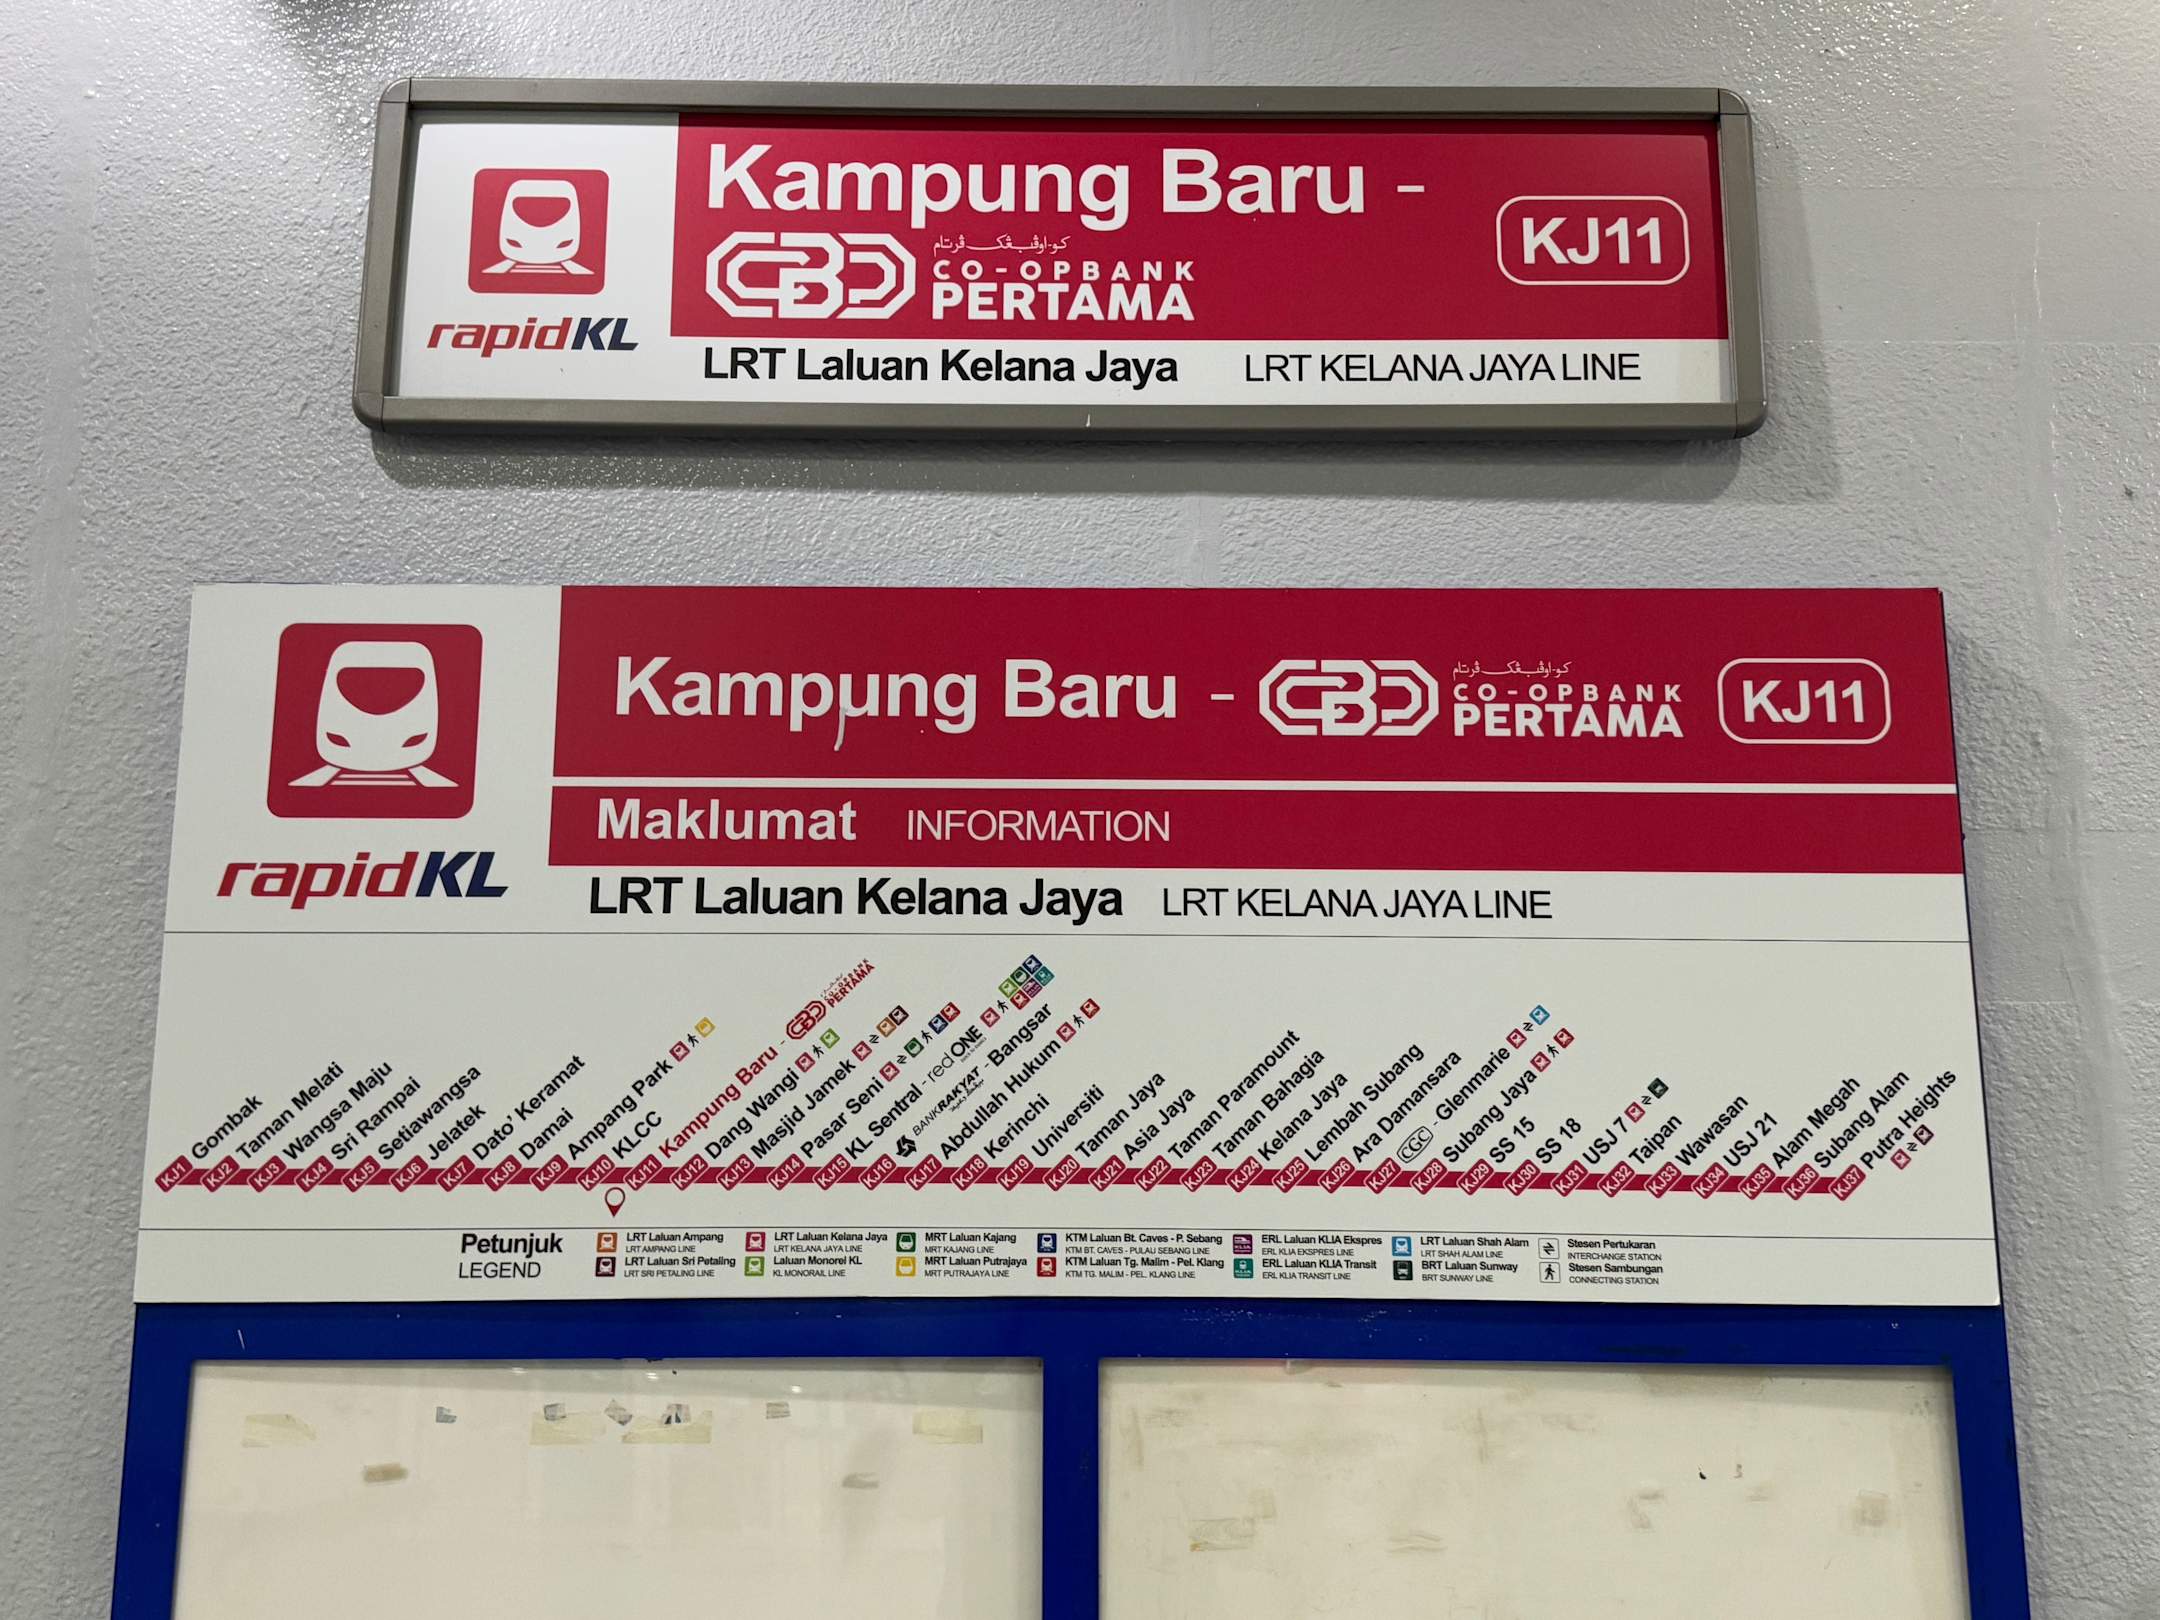 Kampung Baru -
rapidKL
CBP
كو-اوڤبڠک ڤرتام
CO-OPBANK
PERTAMA
KJ11
LRT Laluan Kelana Jaya LRT KELANA JAYA LINE
rapidKL
Kampung Baru - CBP
كو-اوڤبڠک ڤرتام
CO-OPBANK
PERTAMA
KJ11
Maklumat INFORMATION
LRT Laluan Kelana Jaya LRT KELANA JAYA LINE
KJ1 Gombak
KJ2 Taman Melati
KJ3 Wangsa Maju
KJ4 Sri Rampai
KJ5 Setiawangsa
KJ6 Jelatek
KJ7 Dato' Keramat
KJ8 Damai
KJ9 Ampang Park
KJ10 KLCC
KJ11 Kampung Baru - CBP CO-OPBANK PERTAMA
KJ12 Dang Wangi
KJ13 Masjid Jamek
KJ14 Pasar Seni
KJ15 KL Sentral - redONE
KJ16 BANKRAKYAT - Bangsar
KJ17 Abdullah Hukum
KJ18 Kerinchi
KJ19 Universiti
KJ20 Taman Jaya
KJ21 Asia Jaya
KJ22 Taman Paramount
KJ23 Taman Bahagia
KJ24 Kelana Jaya
KJ25 Lembah Subang
KJ26 Ara Damansara
KJ27 CGC - Glenmarie
KJ28 Subang Jaya
KJ29 SS 15
KJ30 SS 18
KJ31 USJ 7
KJ32 Taipan
KJ33 Wawasan
KJ34 USJ 21
KJ35 Alam Megah
KJ36 Subang Alam
KJ37 Putra Heights
Petunjuk
LEGEND
LRT Laluan Ampang
LRT AMPANG LINE
LRT Laluan Sri Petaling
LRT SRI PETALING LINE
LRT Laluan Kelana Jaya
LRT KELANA JAYA LINE
Laluan Monorel KL
KL MONORAIL LINE
MRT Laluan Kajang
MRT KAJANG LINE
MRT Laluan Putrajaya
MRT PUTRAJAYA LINE
KTM Laluan Bt. Caves - P. Sebang
KTM BT. CAVES - PULAU SEBANG LINE
KTM Laluan Tg. Malim - Pel. Klang
KTM TG. MALIM - PEL. KLANG LINE
ERL Laluan KLIA Ekspres
ERL KLIA EKSPRES LINE
ERL Laluan KLIA Transit
ERL KLIA TRANSIT LINE
LRT Laluan Shah Alam
LRT SHAH ALAM LINE
BRT Laluan Sunway
BRT SUNWAY LINE
Stesen Pertukaran
INTERCHANGE STATION
Stesen Sambungan
CONNECTING STATION